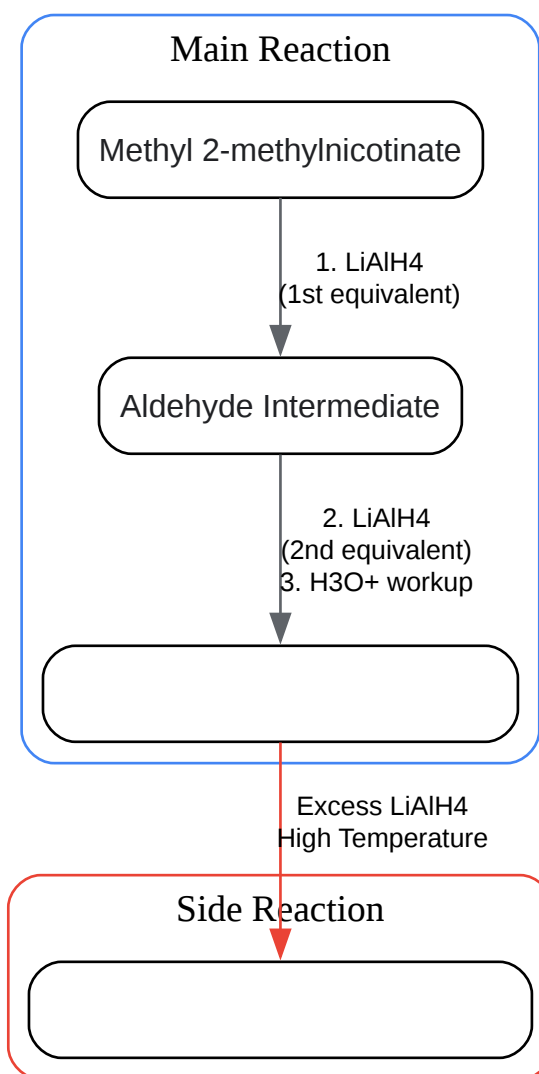 Main Reaction
Methyl 2-methylnicotinate
1. LiAlH4
(1st equivalent)
Aldehyde Intermediate
2. LiAlH4
(2nd equivalent)
3. H3O+ workup
Excess LiAlH4
High Temperature
Side Reaction